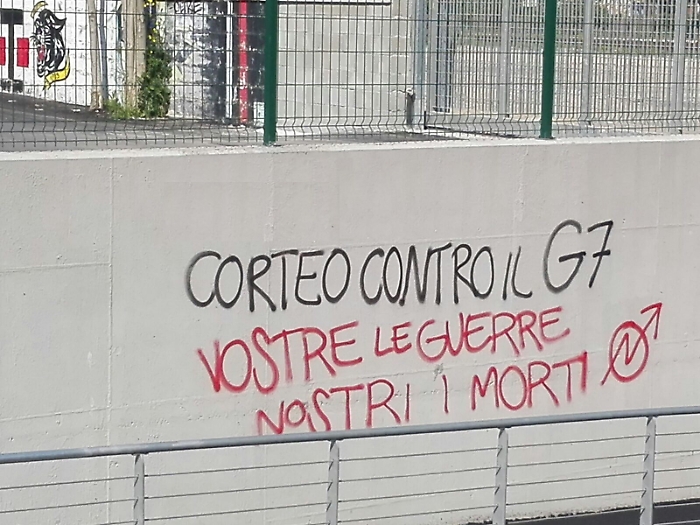 CORTEO CONTRO IL G7
VOSTRE LE GUERRE
NOSTRI I MORTI